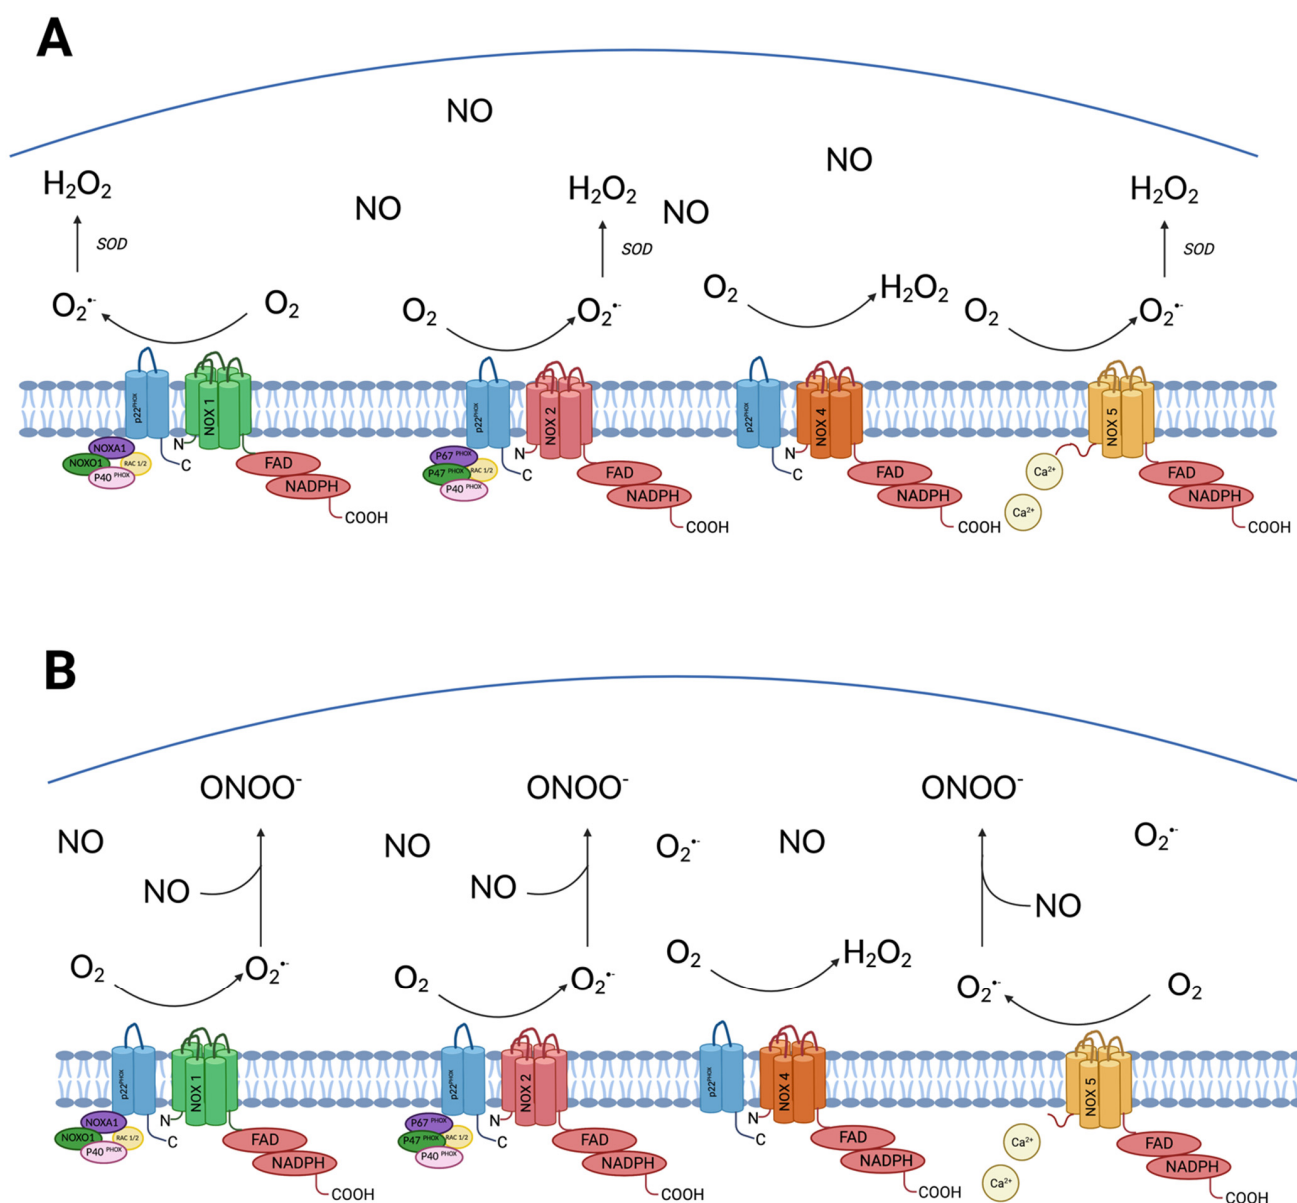 A
NO
NO
H₂O₂
H₂O₂
H₂O₂
NO
NO
SOD
SOD
SOD
O₂•-
O₂
O₂
O₂•-
O₂
H₂O₂
O₂
O₂•-
p22PHOX
NOX 1
p22PHOX
NOX 2
p22PHOX
NOX 4
NOX 5
NOXA1
NOXO1
RAC 1/2
P40 PHOX
N
C
FAD
NADPH
COOH
P67 PHOX
P47 PHOX
RAC 1/2
P40 PHOX
N
C
FAD
NADPH
COOH
N
C
FAD
NADPH
COOH
Ca²⁺
Ca²⁺
FAD
NADPH
COOH
B
ONOO⁻
ONOO⁻
ONOO⁻
NO
NO
O₂•-
NO
O₂•-
NO
NO
NO
O₂
O₂•-
O₂
O₂•-
O₂
H₂O₂
O₂•-
O₂
p22PHOX
NOX 1
p22PHOX
NOX 2
p22PHOX
NOX 4
NOX 5
NOXA1
NOXO1
RAC 1/2
P40 PHOX
N
C
FAD
NADPH
COOH
P67 PHOX
P47 PHOX
RAC 1/2
P40 PHOX
N
C
FAD
NADPH
COOH
N
C
FAD
NADPH
COOH
Ca²⁺
Ca²⁺
FAD
NADPH
COOH